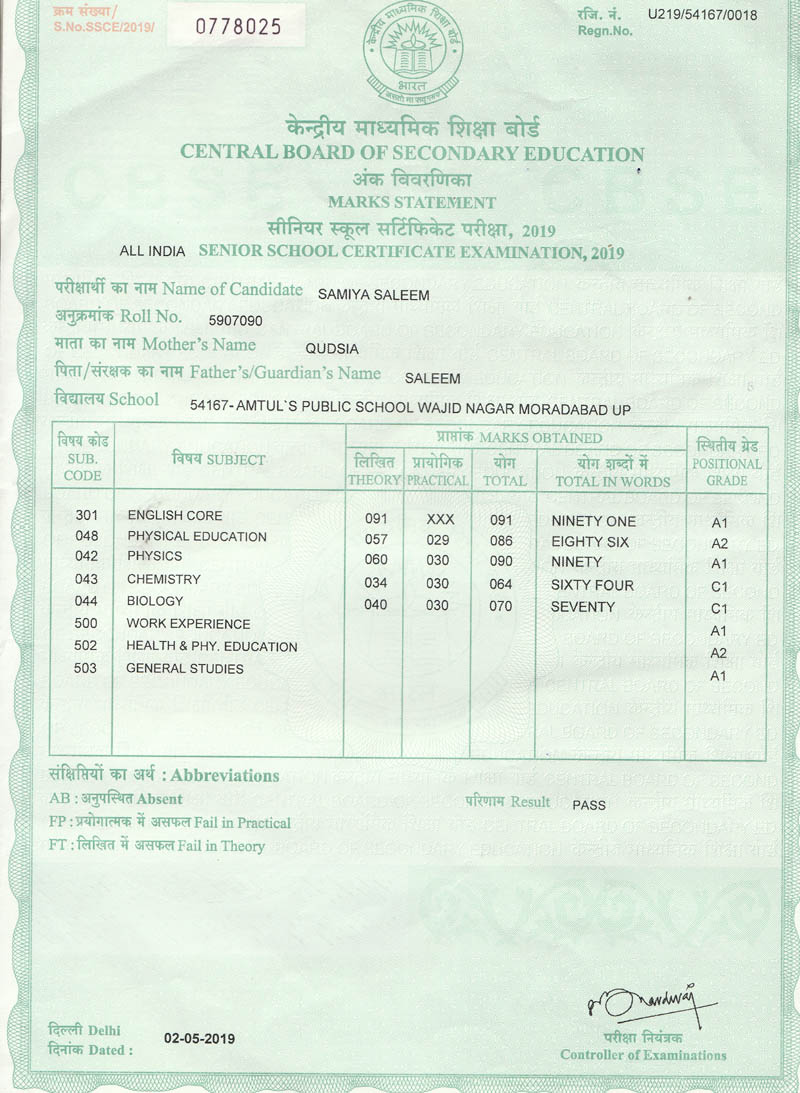 क्रम संख्या/
S.No.SSCE/2019/
0778025
रजि. नं.
Regn.No.
U219/54167/0018
भारत
असतो मा सद्गमय
केन्द्रीय माध्यमिक शिक्षा बोर्ड
CENTRAL BOARD OF SECONDARY EDUCATION
अंक विवरणिका
MARKS STATEMENT
सीनियर स्कूल सर्टिफिकेट परीक्षा, 2019
ALL INDIA SENIOR SCHOOL CERTIFICATE EXAMINATION, 2019
परीक्षार्थी का नाम Name of Candidate SAMIYA SALEEM
अनुक्रमांक Roll No. 5907090
माता का नाम Mother's Name QUDSIA
पिता/संरक्षक का नाम Father's/Guardian's Name SALEEM
विद्यालय School 54167-AMTUL`S PUBLIC SCHOOL WAJID NAGAR MORADABAD UP
विषय कोड
SUB.
CODE
विषय SUBJECT
प्राप्तांक MARKS OBTAINED
लिखित
THEORY
प्रायोगिक
PRACTICAL
योग
TOTAL
योग शब्दों में
TOTAL IN WORDS
स्थितीय ग्रेड
POSITIONAL
GRADE
301 ENGLISH CORE 091 XXX 091 NINETY ONE A1
048 PHYSICAL EDUCATION 057 029 086 EIGHTY SIX A2
042 PHYSICS 060 030 090 NINETY A1
043 CHEMISTRY 034 030 064 SIXTY FOUR C1
044 BIOLOGY 040 030 070 SEVENTY C1
500 WORK EXPERIENCE A1
502 HEALTH & PHY. EDUCATION A2
503 GENERAL STUDIES A1
संक्षिप्तियों का अर्थ : Abbreviations
AB : अनुपस्थित Absent
परिणाम Result PASS
FP : प्रयोगात्मक में असफल Fail in Practical
FT : लिखित में असफल Fail in Theory
दिल्ली Delhi
दिनांक Dated : 02-05-2019
परीक्षा नियंत्रक
Controller of Examinations